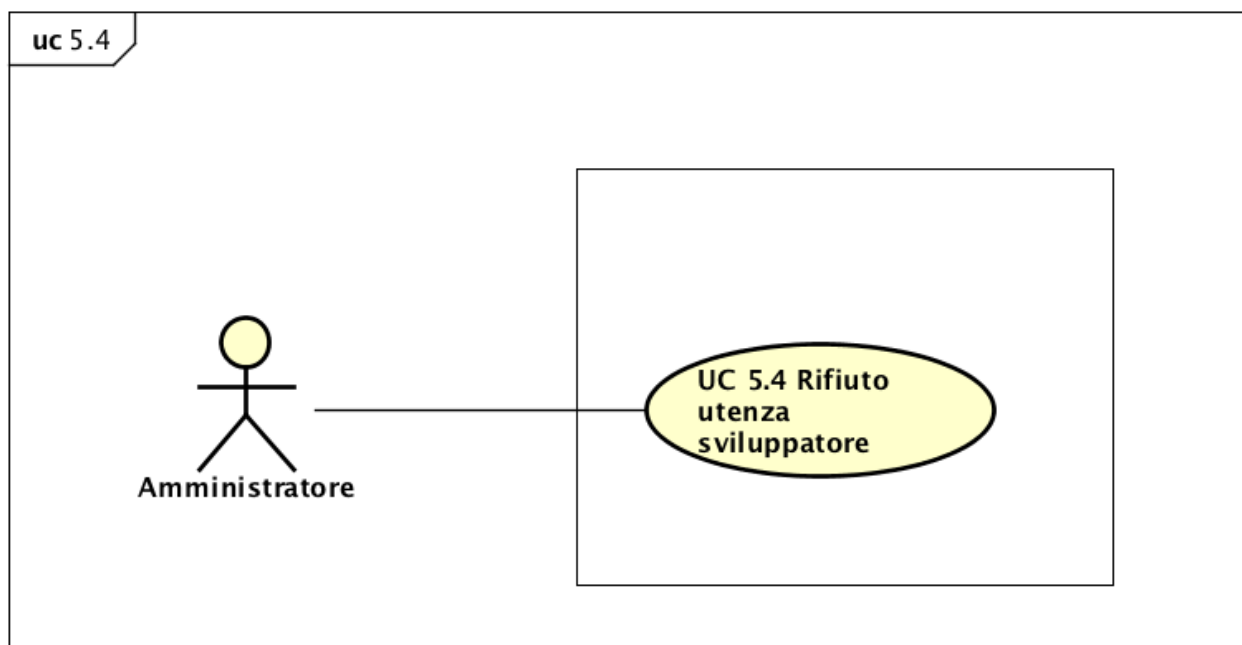 uc 5.4
UC 5.4 Rifiuto
utenza
sviluppatore
Amministratore